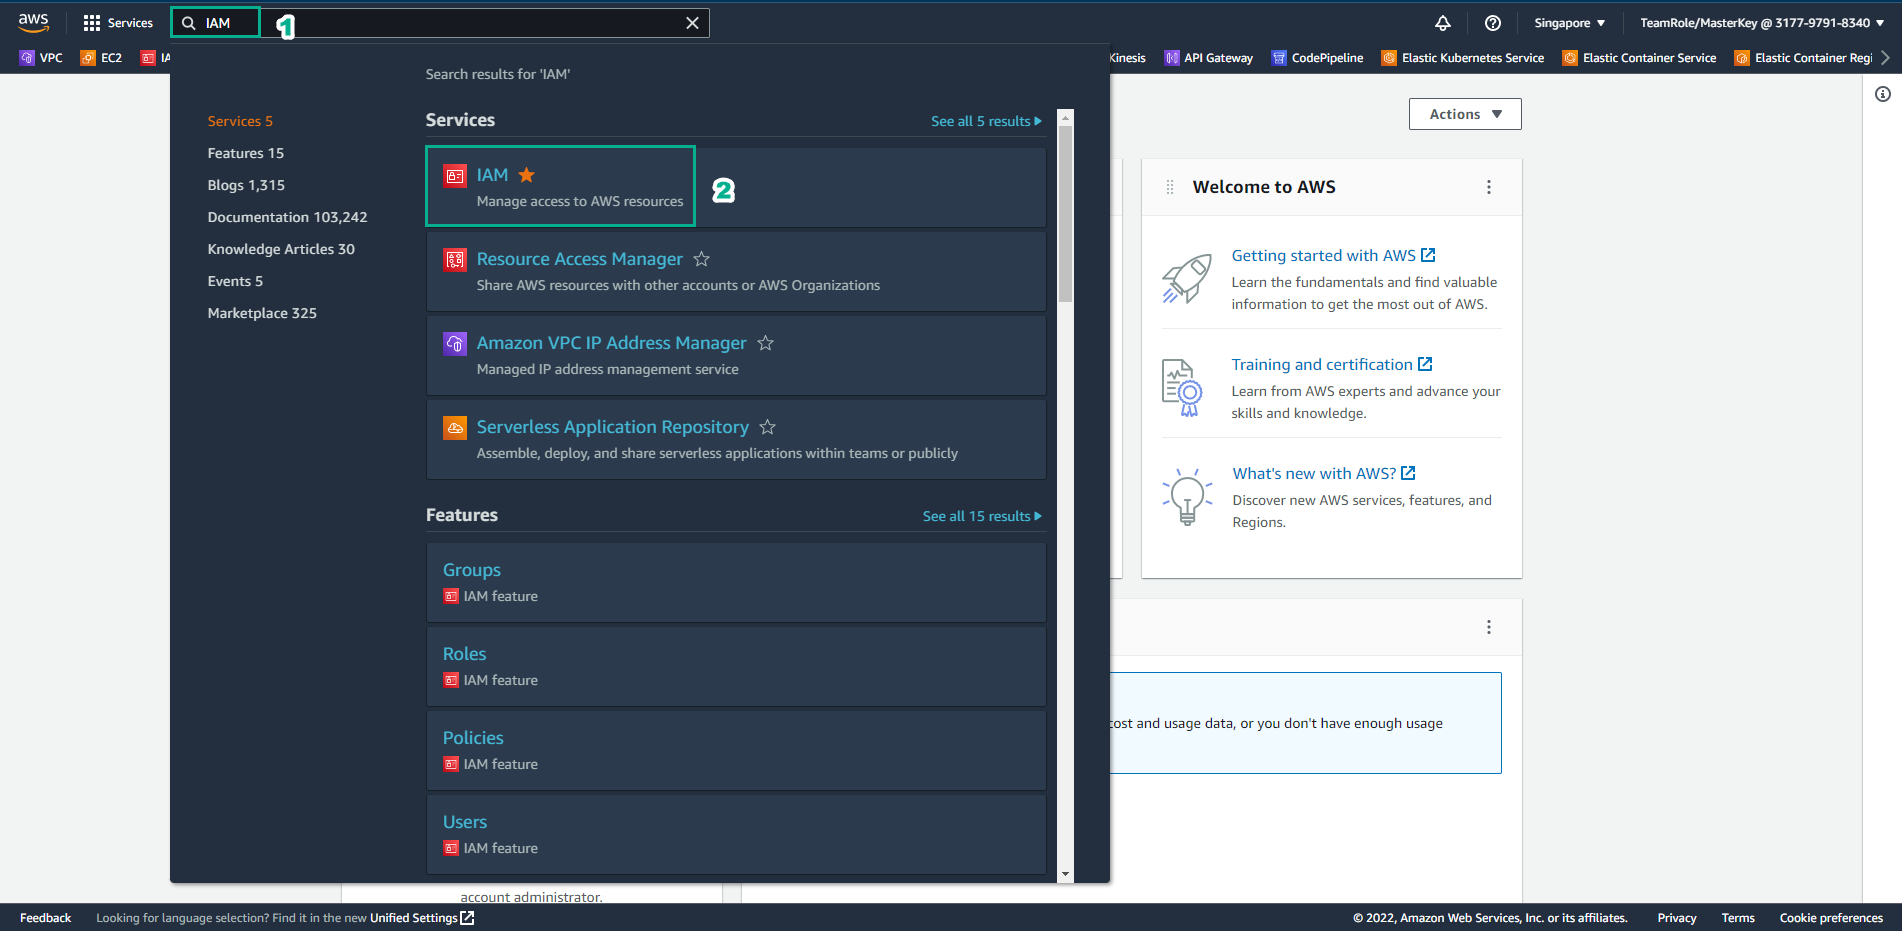 aws
Services
IAM
1
Singapore
TeamRole/MasterKey @ 3177-9791-8340
VPC
EC2
IA
Kinesis
API Gateway
CodePipeline
Elastic Kubernetes Service
Elastic Container Service
Elastic Container Regi
Search results for 'IAM'
Services 5
Features 15
Blogs 1,315
Documentation 103,242
Knowledge Articles 30
Events 5
Marketplace 325
Services
See all 5 results
IAM
Manage access to AWS resources
2
Resource Access Manager
Share AWS resources with other accounts or AWS Organizations
Amazon VPC IP Address Manager
Managed IP address management service
Serverless Application Repository
Assemble, deploy, and share serverless applications within teams or publicly
Features
See all 15 results
Groups
IAM feature
Roles
IAM feature
Policies
IAM feature
Users
IAM feature
Actions
Welcome to AWS
Getting started with AWS
Learn the fundamentals and find valuable
information to get the most out of AWS.
Training and certification
Learn from AWS experts and advance your
skills and knowledge.
What's new with AWS?
Discover new AWS services, features, and
Regions.
cost and usage data, or you don't have enough usage
account administrator.
Feedback
Looking for language selection? Find it in the new Unified Settings
© 2022, Amazon Web Services, Inc. or its affiliates.
Privacy
Terms
Cookie preferences